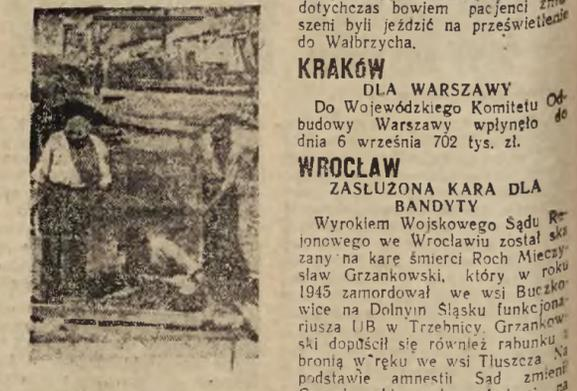 dotychczas bowiem pacjenci zmu-
szeni byli jeździć na prześwietlenie
do Wałbrzycha.
KRAKÓW
DLA WARSZAWY
Do Wojewódzkiego Komitetu Od-
budowy Warszawy wpłynęło do
dnia 6 września 702 tys. zł.
WROCŁAW
ZASŁUŻONA KARA DLA
BANDYTY
Wyrokiem Wojskowego Sądu Re-
jonowego we Wrocławiu został ska
zany na karę śmierci Roch Mieczy-
sław Grzankowski, który w roku
1945 zamordował we wsi Buczko-
wice na Dolnym Śląsku funkcjona-
riusza UB w Trzebnicy. Grzankow-
ski dopuścił się również rabunku z
bronią w ręku we wsi Tłuszcza. Na
podstawie amnestii Sąd zmienił